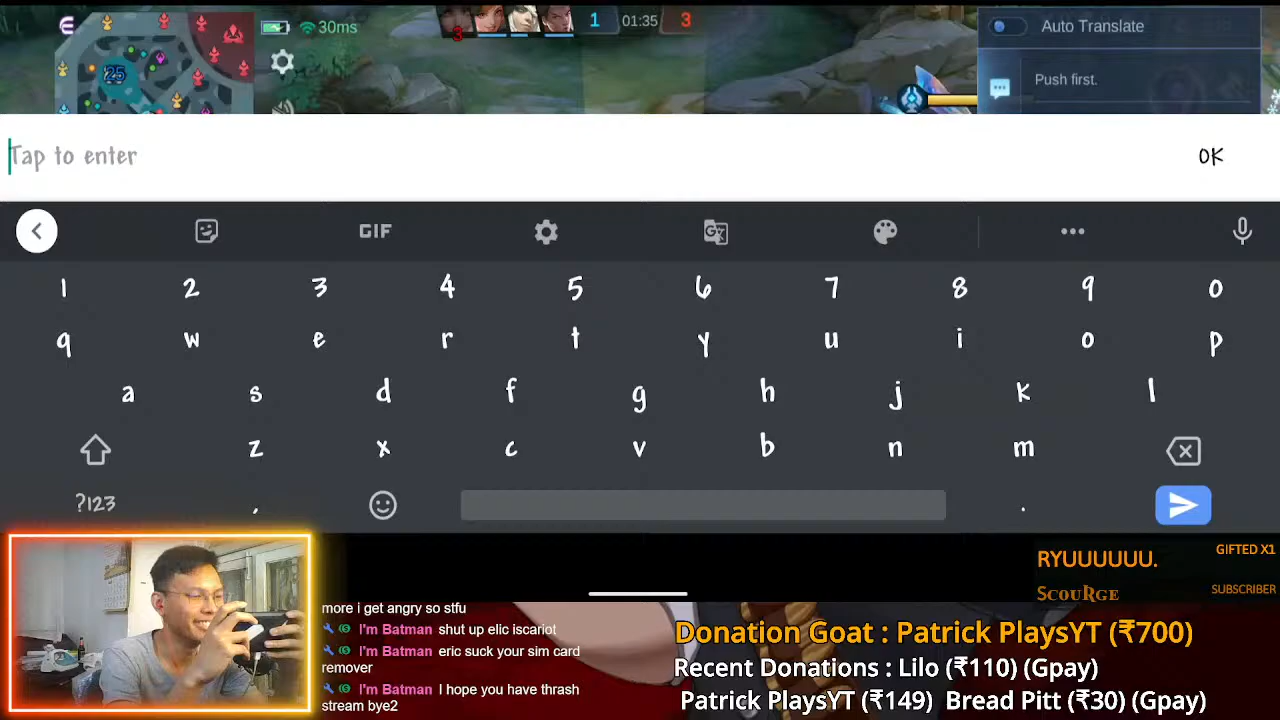 30ms
1 01:35 3
Auto Translate
Push first.
25
3
Tap to enter
OK
GIF
1 2 3 4 5 6 7 8 9 0
q w e r t y u i o p
a s d f g h j k l
z x c v b n m
?123 , .
RYUUUUUU. GIFTED X1
ScouRge SUBSCRIBER
more i get angry so stfu
I'm Batman shut up elic iscariot
I'm Batman eric suck your sim card
remover
I'm Batman I hope you have thrash
stream bye2
Donation Goat : Patrick PlaysYT (₹700)
Recent Donations : Lilo (₹110) (Gpay)
Patrick PlaysYT (₹149) Bread Pitt (₹30) (Gpay)